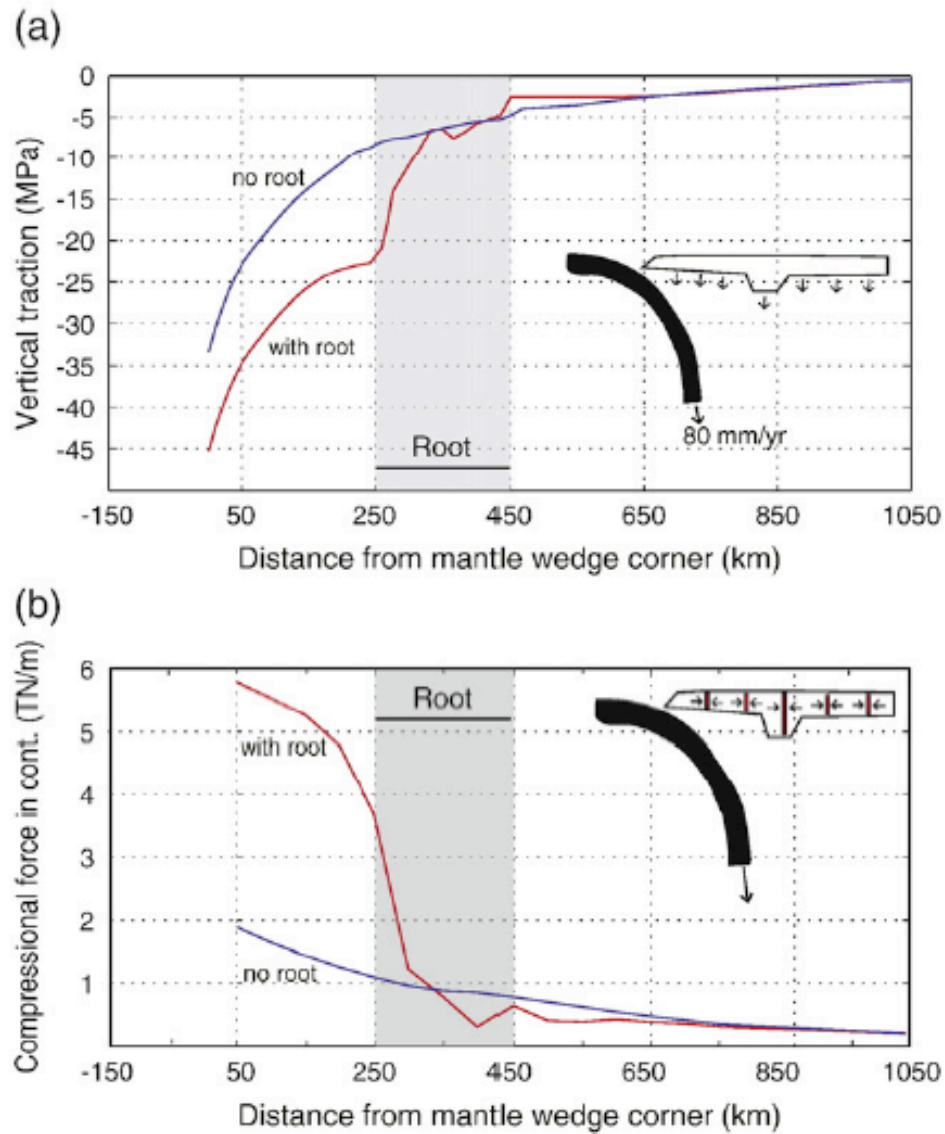 (a)
Vertical traction (MPa)
0
-5
-10
-15
-20
-25
-30
-35
-40
-45
no root
with root
Root
80 mm/yr
-150 50 250 450 650 850 1050
Distance from mantle wedge corner (km)
(b)
Compressional force in cont. (TN/m)
6
5
4
3
2
1
Root
with root
no root
-150 50 250 450 650 850 1050
Distance from mantle wedge corner (km)